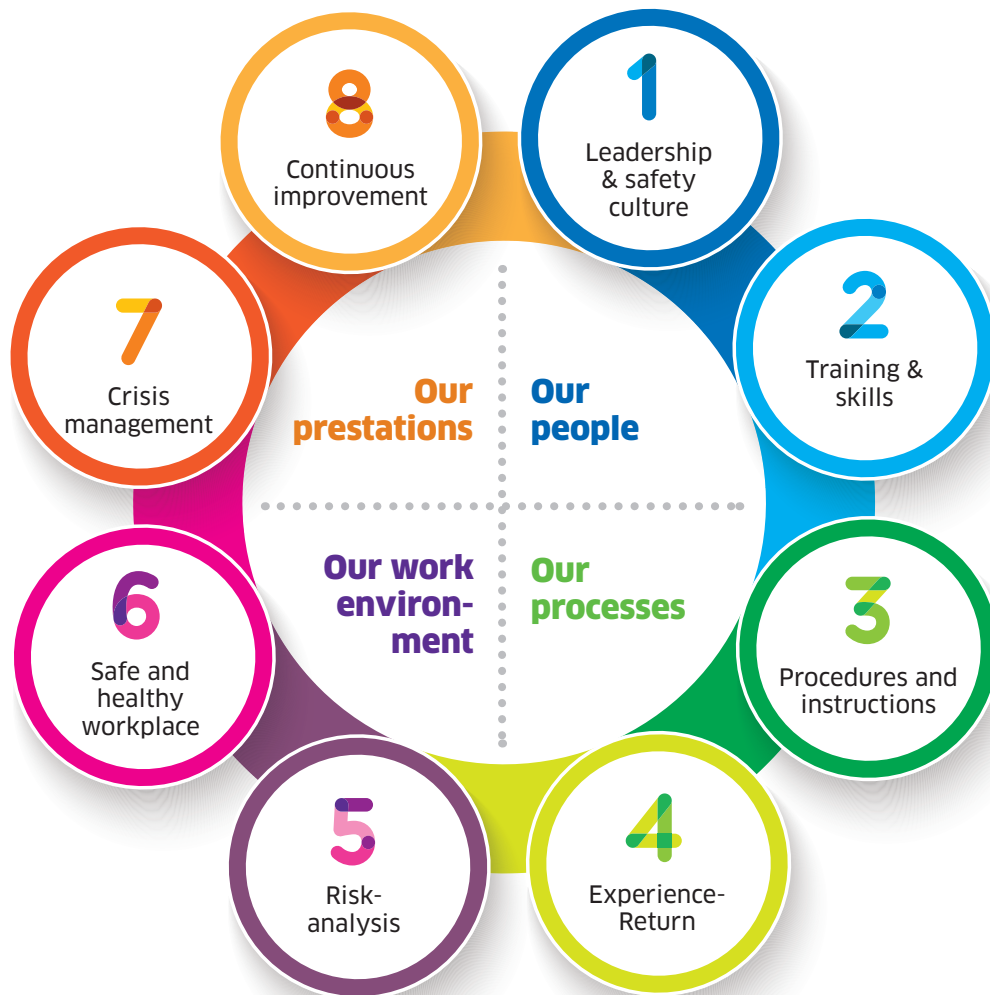 1
Leadership
& safety
culture
2
Training &
skills
3
Procedures and
instructions
4
Experience-
Return
5
Risk-
analysis
6
Safe and
healthy
workplace
7
Crisis
management
8
Continuous
improvement
Our
prestations
Our
people
Our work
environ-
ment
Our
processes